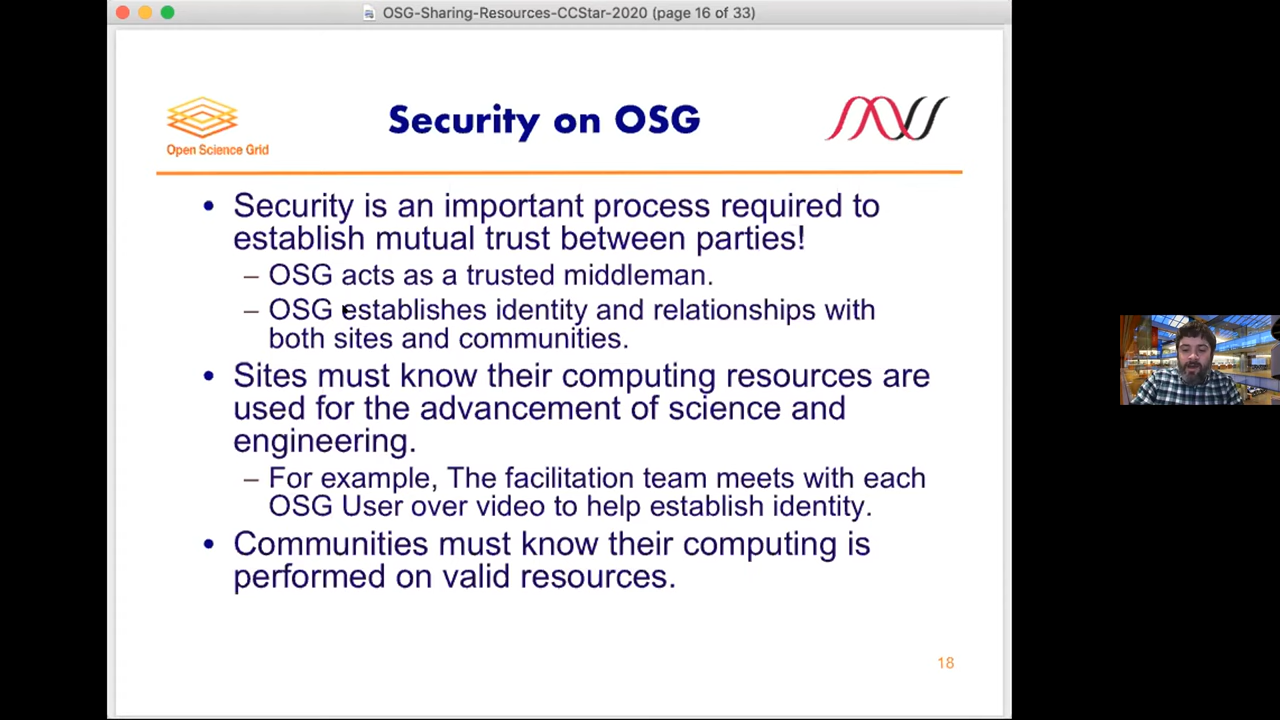 OSG-Sharing-Resources-CCStar-2020 (page 16 of 33)
Open Science Grid
Security on OSG
• Security is an important process required to
establish mutual trust between parties!
– OSG acts as a trusted middleman.
– OSG establishes identity and relationships with
both sites and communities.
• Sites must know their computing resources are
used for the advancement of science and
engineering.
– For example, The facilitation team meets with each
OSG User over video to help establish identity.
• Communities must know their computing is
performed on valid resources.
18